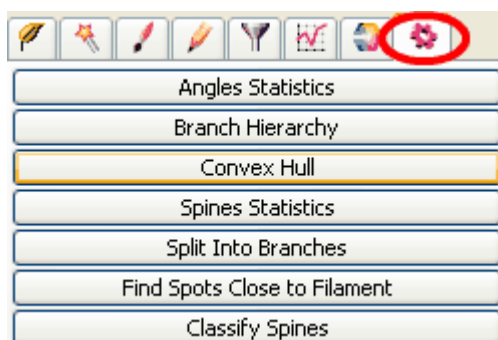 Angles Statistics
Branch Hierarchy
Convex Hull
Spines Statistics
Split Into Branches
Find Spots Close to Filament
Classify Spines